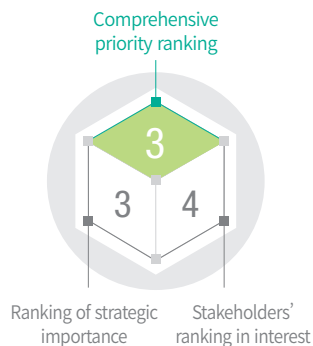 Comprehensive
priority ranking
3
3
4
Ranking of strategic
importance
Stakeholders'
ranking in interest